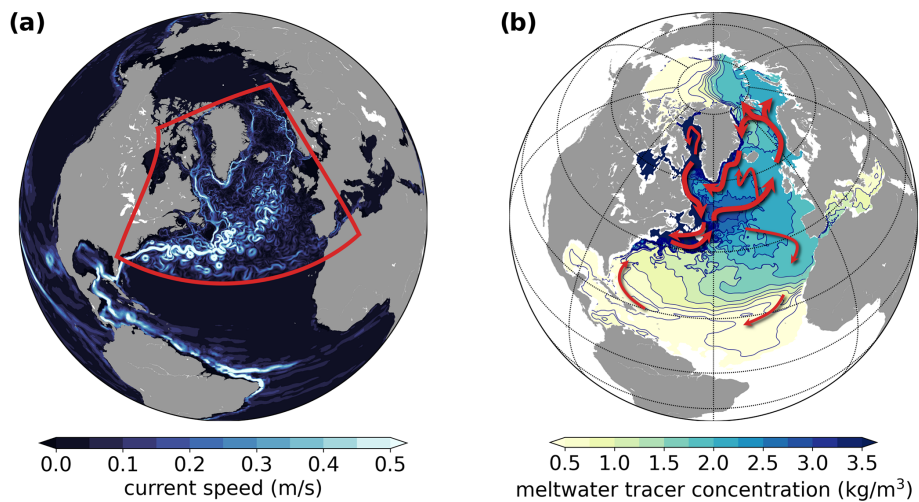 (a)
(b)
0.0 0.1 0.2 0.3 0.4 0.5
current speed (m/s)
0.5 1.0 1.5 2.0 2.5 3.0 3.5
meltwater tracer concentration (kg/m³)